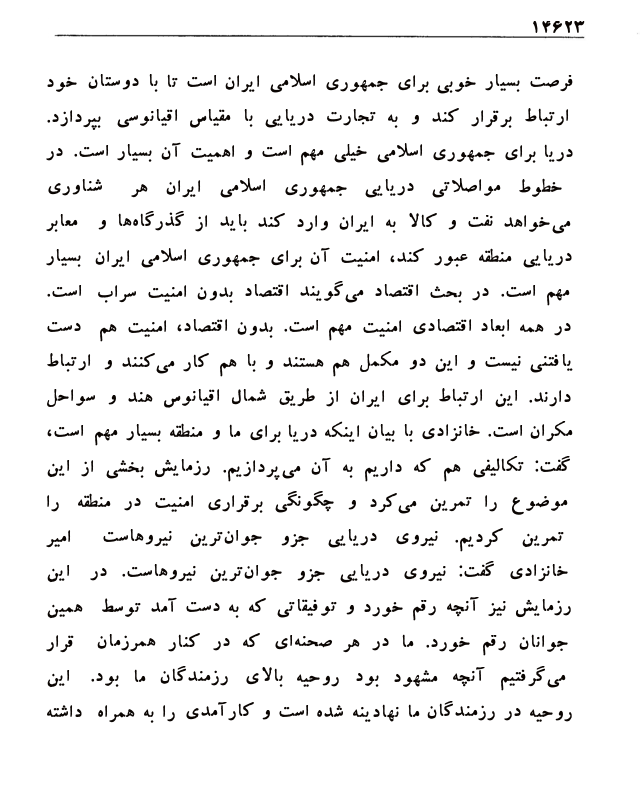 ۱۴۶۲۳
فرصت بسیار خوبی برای جمهوری اسلامی ایران است تا با دوستان خود
ارتباط برقرار کند و به تجارت دریایی با مقیاس اقیانوسی بپردازد.
دریا برای جمهوری اسلامی خیلی مهم است و اهمیت آن بسیار است. در
خطوط مواصلاتی دریایی جمهوری اسلامی ایران هر شناوری
می‌خواهد نفت و کالا به ایران وارد کند باید از گذرگاه‌ها و معابر
دریایی منطقه عبور کند، امنیت آن برای جمهوری اسلامی ایران بسیار
مهم است. در بحث اقتصاد می‌گویند اقتصاد بدون امنیت سراب است.
در همه ابعاد اقتصادی امنیت مهم است. بدون اقتصاد، امنیت هم دست
یافتنی نیست و این دو مکمل هم هستند و با هم کار می‌کنند و ارتباط
دارند. این ارتباط برای ایران از طریق شمال اقیانوس هند و سواحل
مکران است. خانزادی با بیان اینکه دریا برای ما و منطقه بسیار مهم است،
گفت: تکالیفی هم که داریم به آن می‌پردازیم. رزمایش بخشی از این
موضوع را تمرین می‌کرد و چگونگی برقراری امنیت در منطقه را
تمرین کردیم. نیروی دریایی جزو جوان‌ترین نیروهاست امیر
خانزادی گفت: نیروی دریایی جزو جوان‌ترین نیروهاست. در این
رزمایش نیز آنچه رقم خورد و توفیقاتی که به دست آمد توسط همین
جوانان رقم خورد. ما در هر صحنه‌ای که در کنار همرزمان قرار
می‌گرفتیم آنچه مشهود بود روحیه بالای رزمندگان ما بود. این
روحیه در رزمندگان ما نهادینه شده است و کارآمدی را به همراه داشته